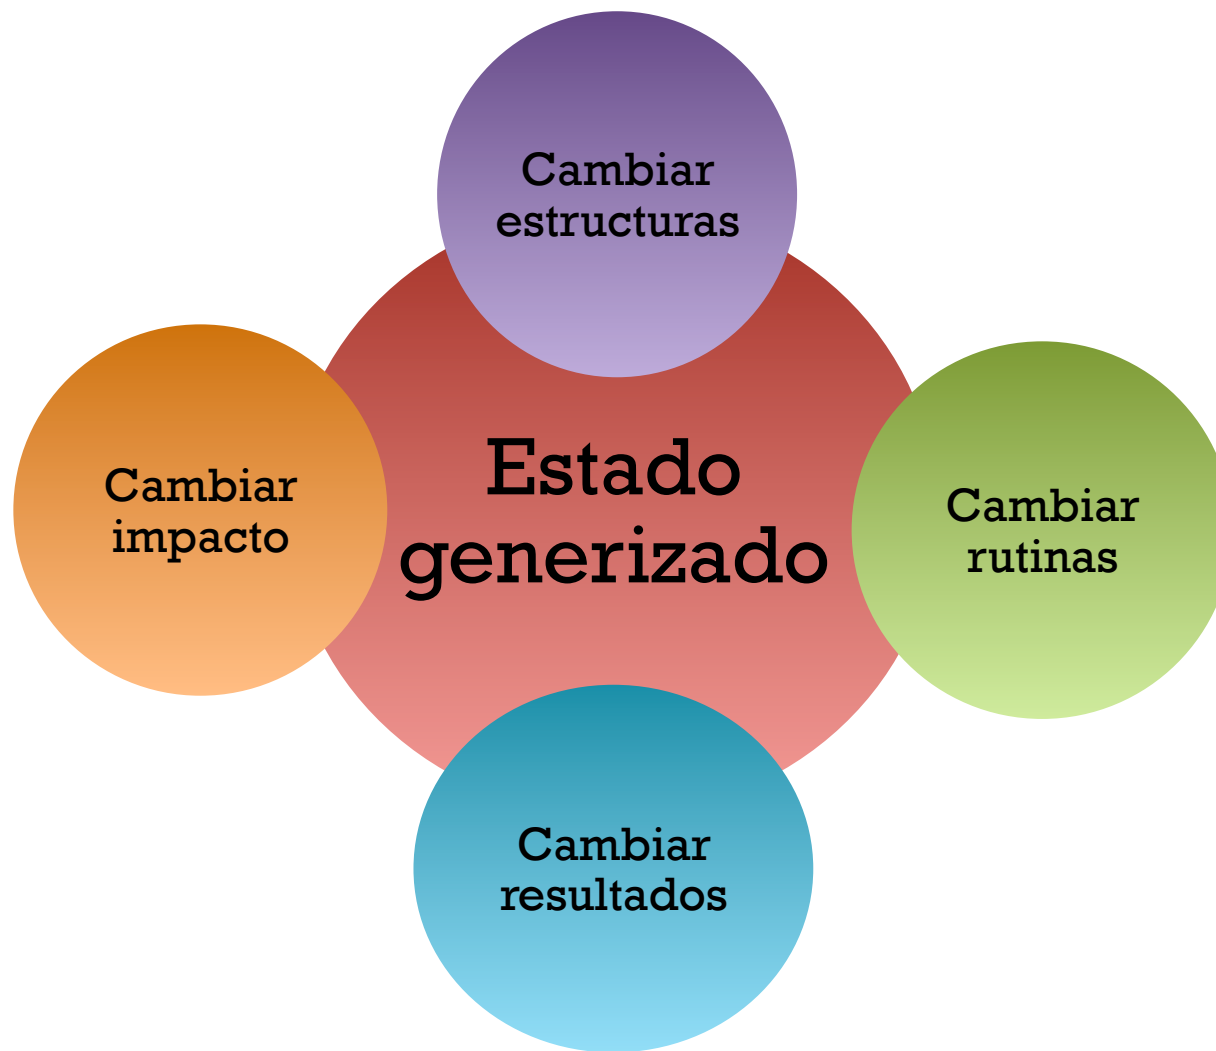 Cambiar
estructuras
Estado
generizado
Cambiar
impacto
Cambiar
rutinas
Cambiar
resultados